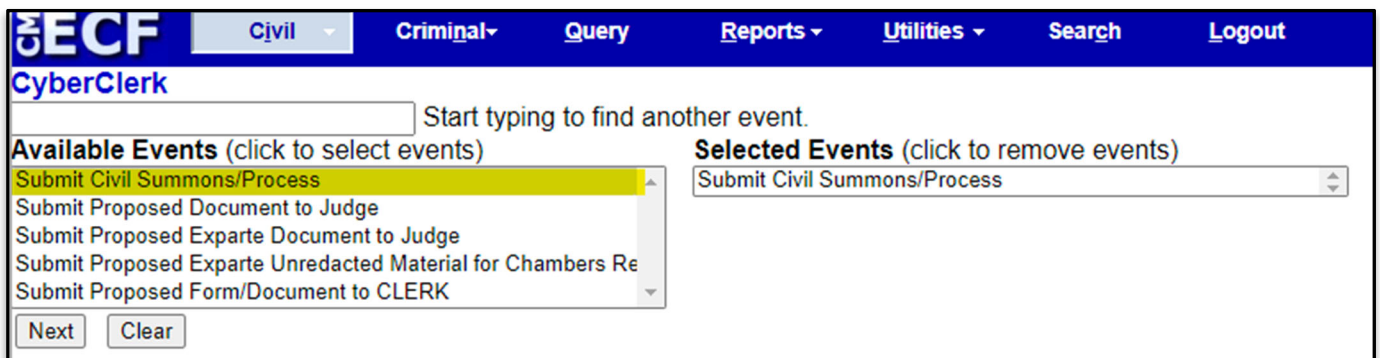 CM ECF Civil Criminal Query Reports Utilities Search Logout
CyberClerk
Start typing to find another event.
Available Events (click to select events) Selected Events (click to remove events)
Submit Civil Summons/Process Submit Civil Summons/Process
Submit Proposed Document to Judge
Submit Proposed Exparte Document to Judge
Submit Proposed Exparte Unredacted Material for Chambers Re
Submit Proposed Form/Document to CLERK
Next Clear